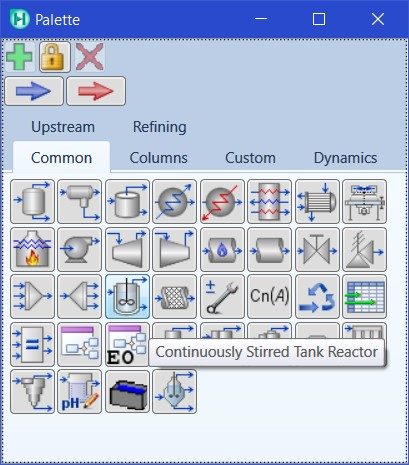 Palette
Upstream Refining
Common Columns Custom Dynamics
Cn(A)
EO
Continuously Stirred Tank Reactor
pH